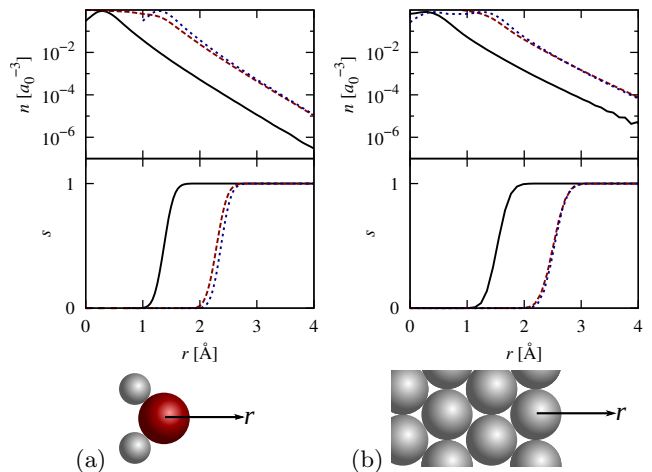 10⁻²
10⁻⁴
10⁻⁶
n [a₀⁻³]
10⁻²
10⁻⁴
10⁻⁶
n [a₀⁻³]
1
0
s
0 1 2 3 4
r [Å]
1
0
s
0 1 2 3 4
r [Å]
r
(a)
r
(b)